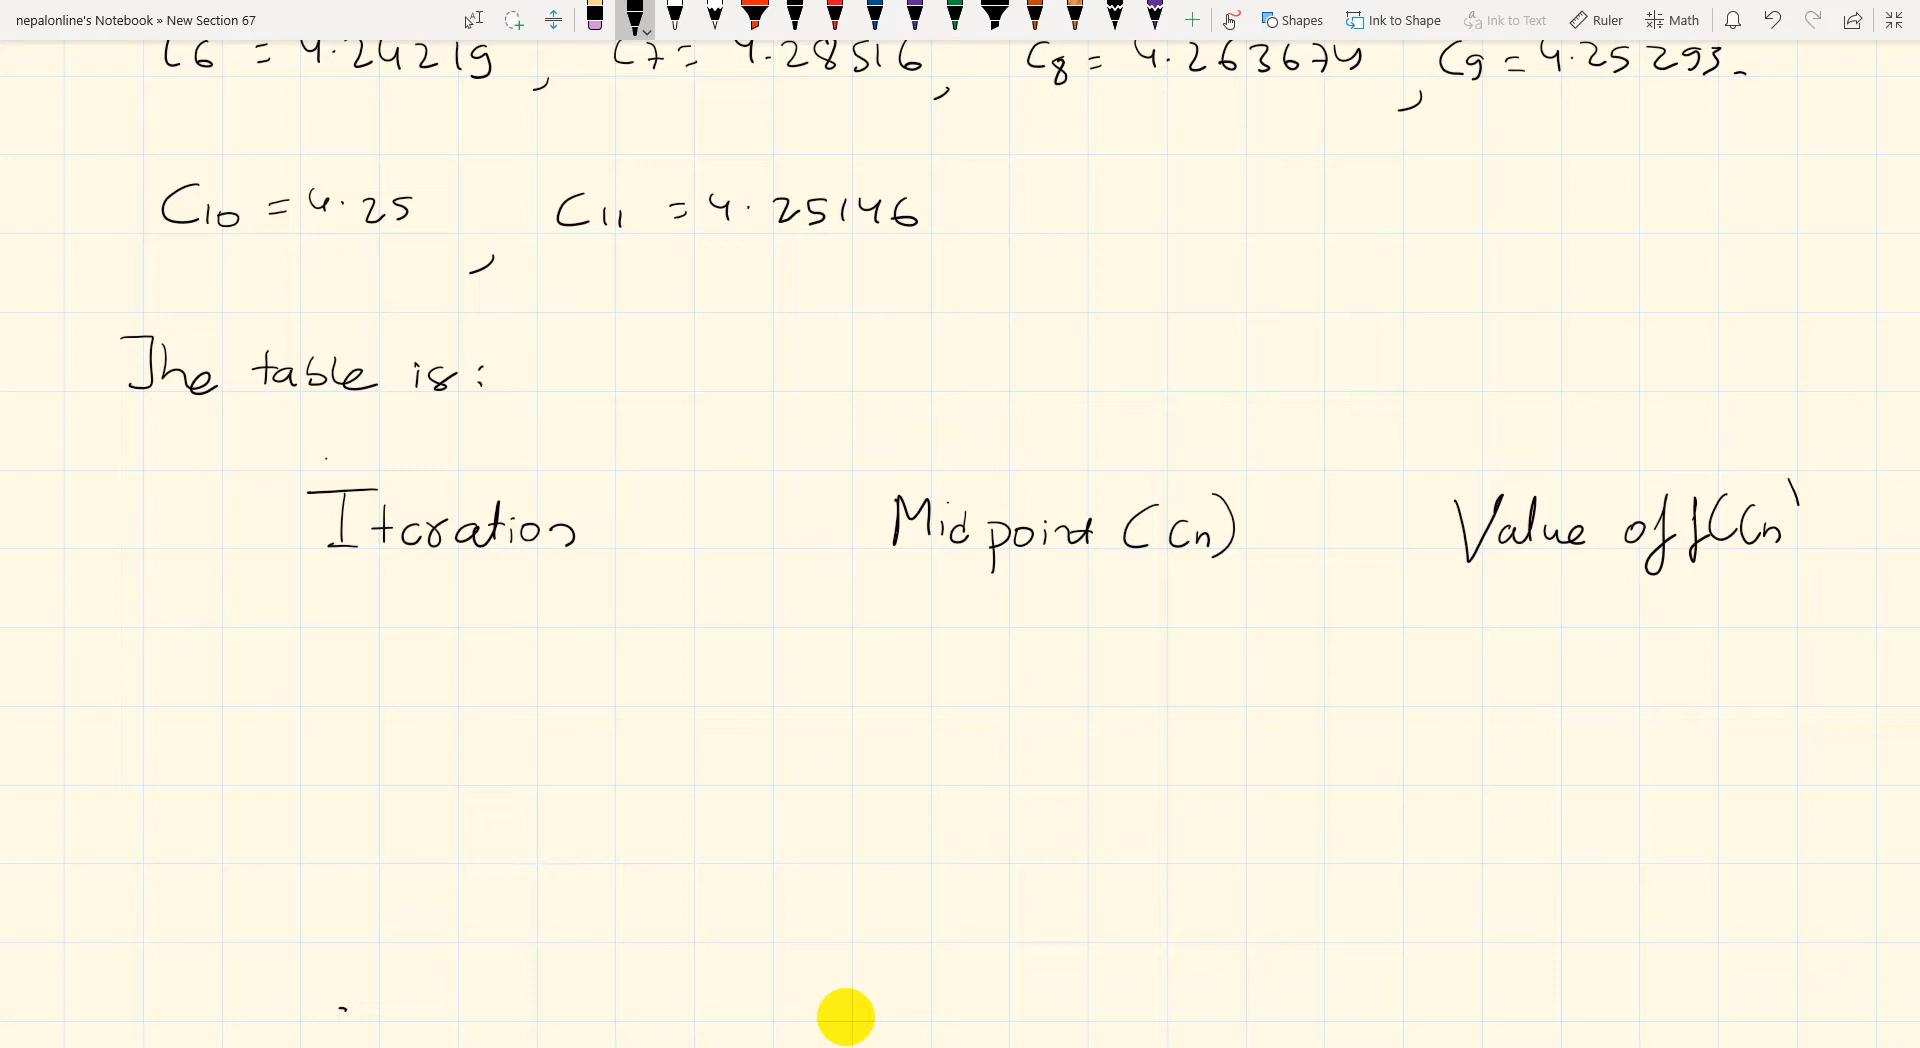 nepalonline's Notebook » New Section 67 Shapes Ink to Shape Ink to Text Ruler Math
C6 = 4.24219, C7 = 4.28516, C8 = 4.263674, C9 = 4.25293.
C10 = 4.25, C11 = 4.25146
The table is:
Iteration Midpoint (Cn) Value of f(Cn)